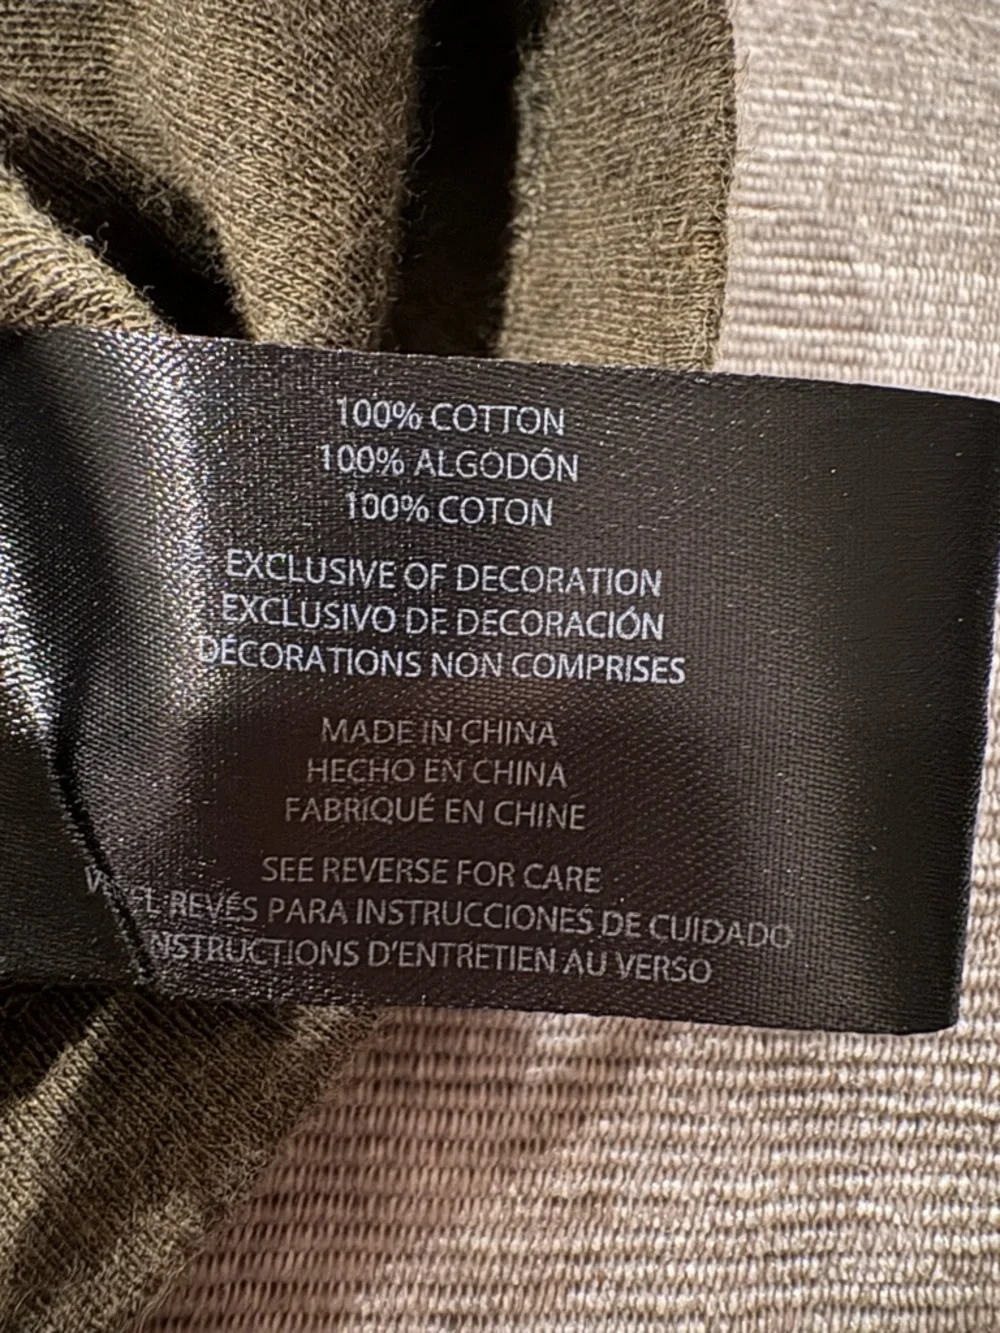 100% COTTON
100% ALGODÓN
100% COTON
EXCLUSIVE OF DECORATION
EXCLUSIVO DE DECORACIÓN
DÉCORATIONS NON COMPRISES
MADE IN CHINA
HECHO EN CHINA
FABRIQUÉ EN CHINE
SEE REVERSE FOR CARE
EL REVÉS PARA INSTRUCCIONES DE CUIDADO
INSTRUCTIONS D'ENTRETIEN AU VERSO